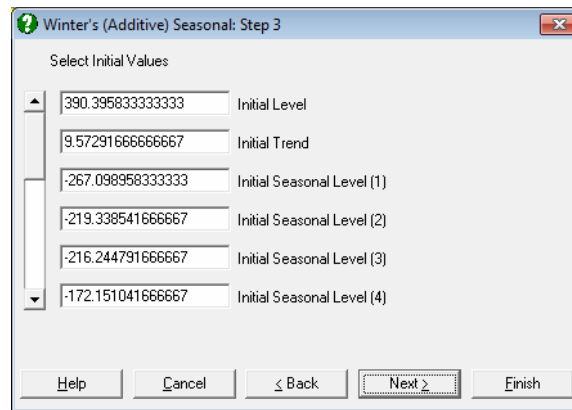 Winter's (Additive) Seasonal: Step 3
Select Initial Values
390.395833333333 Initial Level
9.57291666666667 Initial Trend
-267.098958333333 Initial Seasonal Level (1)
-219.338541666667 Initial Seasonal Level (2)
-216.244791666667 Initial Seasonal Level (3)
-172.151041666667 Initial Seasonal Level (4)
Help Cancel < Back Next > Finish